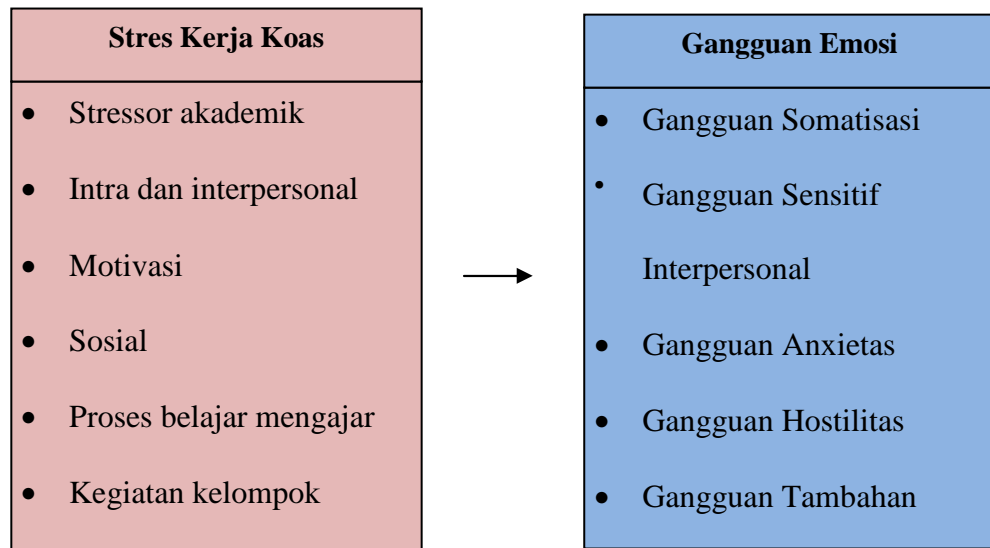 Stres Kerja Koas
• Stressor akademik
• Intra dan interpersonal
• Motivasi
• Sosial
• Proses belajar mengajar
• Kegiatan kelompok
Gangguan Emosi
• Gangguan Somatisasi
• Gangguan Sensitif
Interpersonal
• Gangguan Anxietas
• Gangguan Hostilitas
• Gangguan Tambahan